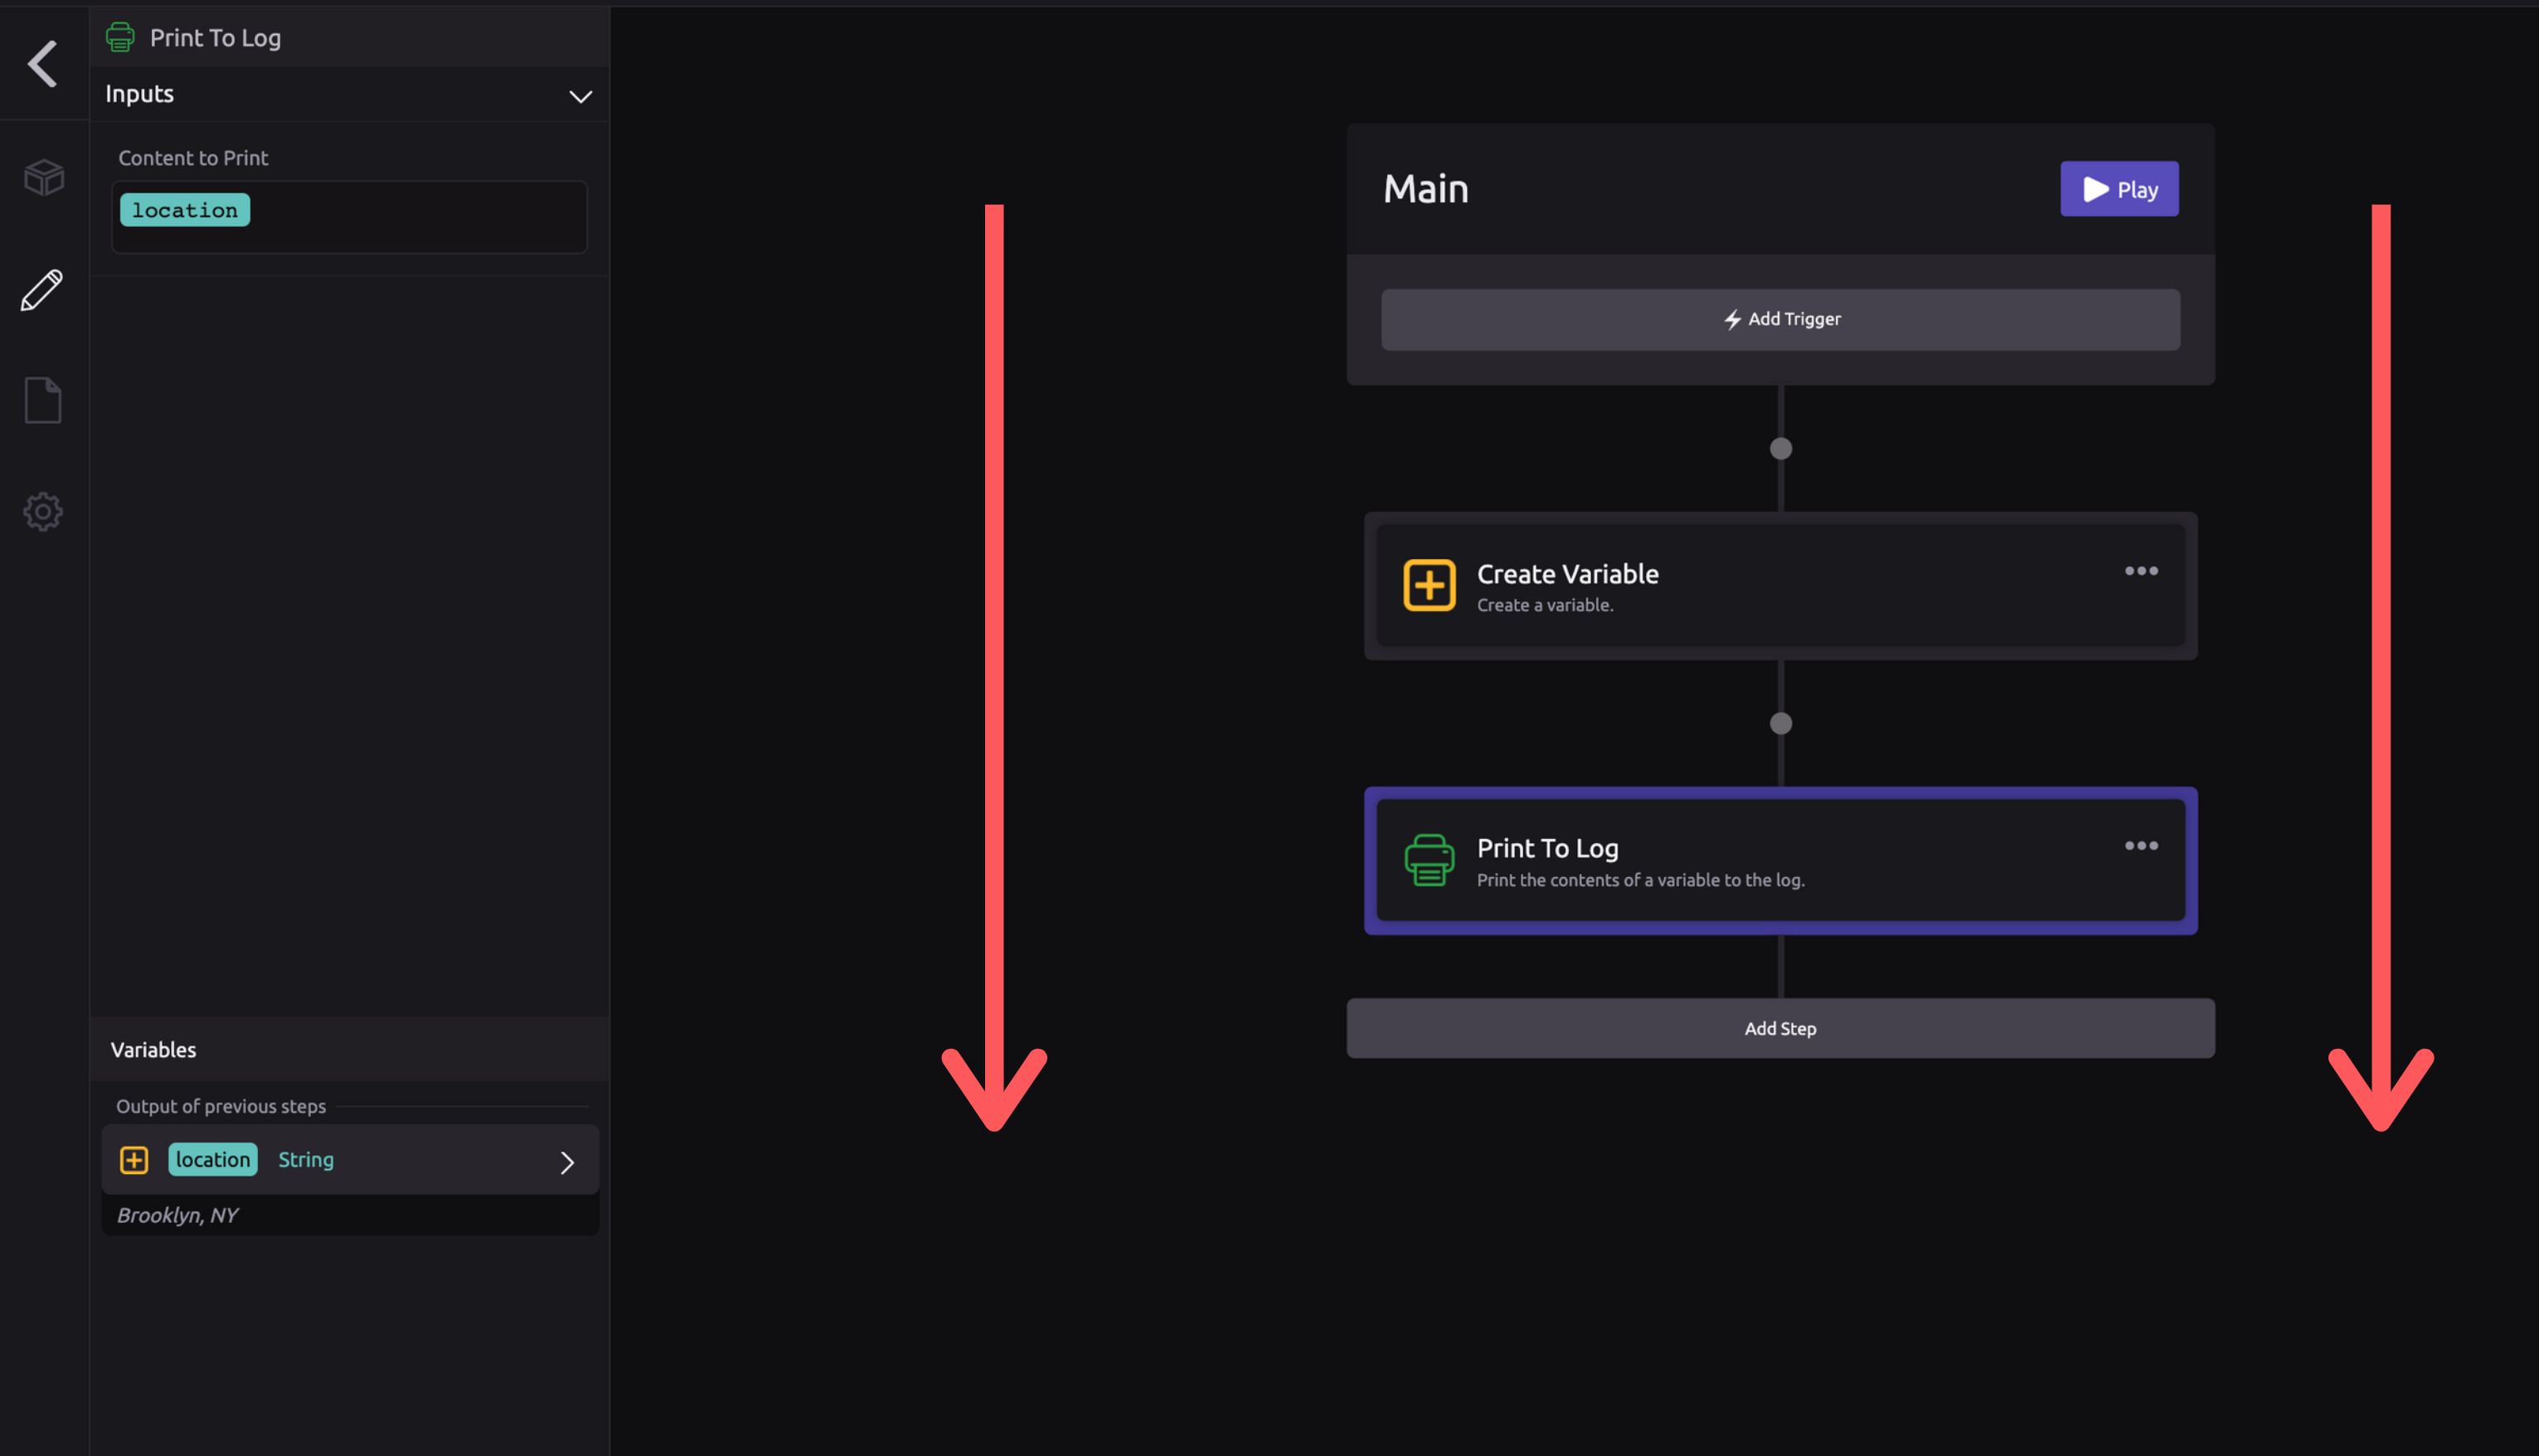 Print To Log
Inputs
Content to Print
location
Variables
Output of previous steps
location String
Brooklyn, NY
Main
Play
Add Trigger
Create Variable
Create a variable.
Print To Log
Print the contents of a variable to the log.
Add Step